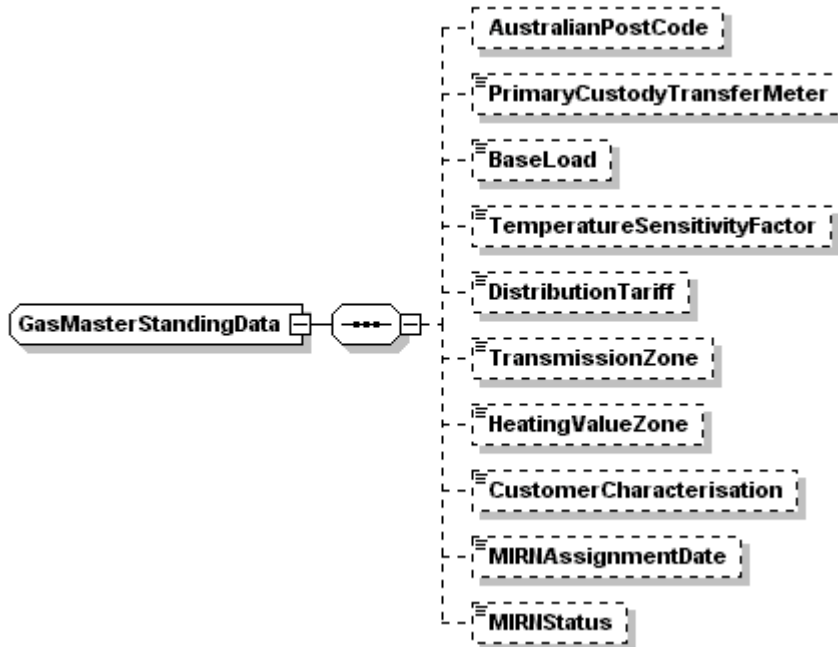 AustralianPostCode
PrimaryCustodyTransferMeter
BaseLoad
TemperatureSensitivityFactor
DistributionTariff
GasMasterStandingData
TransmissionZone
HeatingValueZone
CustomerCharacterisation
MIRNAssignmentDate
MIRNStatus